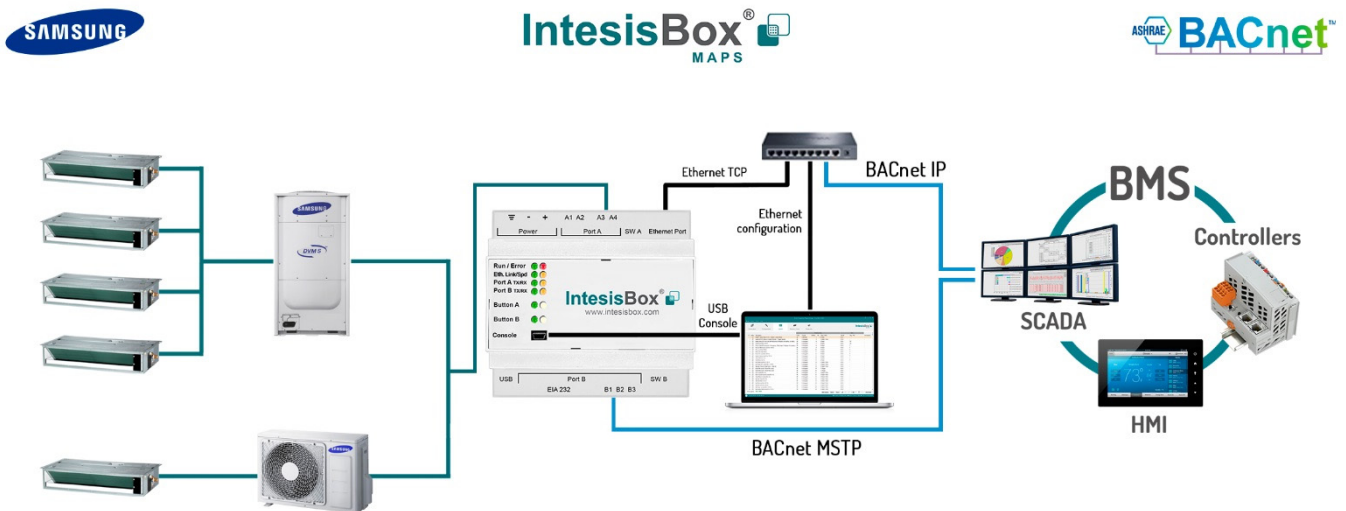 SAMSUNG
IntesisBox®
MAPS
ASHRAE BACnet™
Ethernet TCP
BACnet IP
Ethernet
configuration
BMS
Controllers
SCADA
HMI
SAMSUNG
DVM S
- + A1 A2 A3 A4
Power Port A SW A Ethernet Port
Run / Error
Eth. Link/Spd
Port A TX/RX
Port B TX/RX
Button A
Button B
Console
IntesisBox®
www.intesisbox.com
USB
Console
USB Port B SW B
EIA 232 B1 B2 B3
BACnet MSTP
SAMSUNG